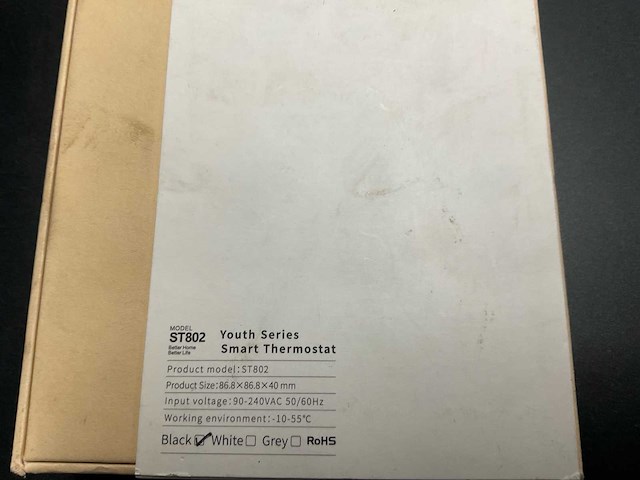 MODEL
ST802
Better Home
Better Life
Youth Series
Smart Thermostat
Product model:ST802
Product Size:86.8×86.8×40 mm
Input voltage:90-240VAC 50/60Hz
Working environment:-10-55℃
Black☑ White☐ Grey☐ RoHS